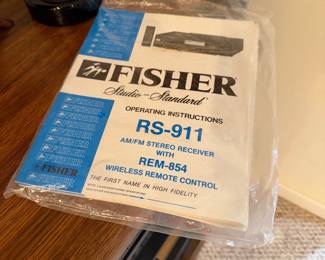 FISHER
Studio-Standard
OPERATING INSTRUCTIONS
RS-911
AM/FM STEREO RECEIVER
WITH
REM-854
WIRELESS REMOTE CONTROL
THE FIRST NAME IN HIGH FIDELITY
FISHER